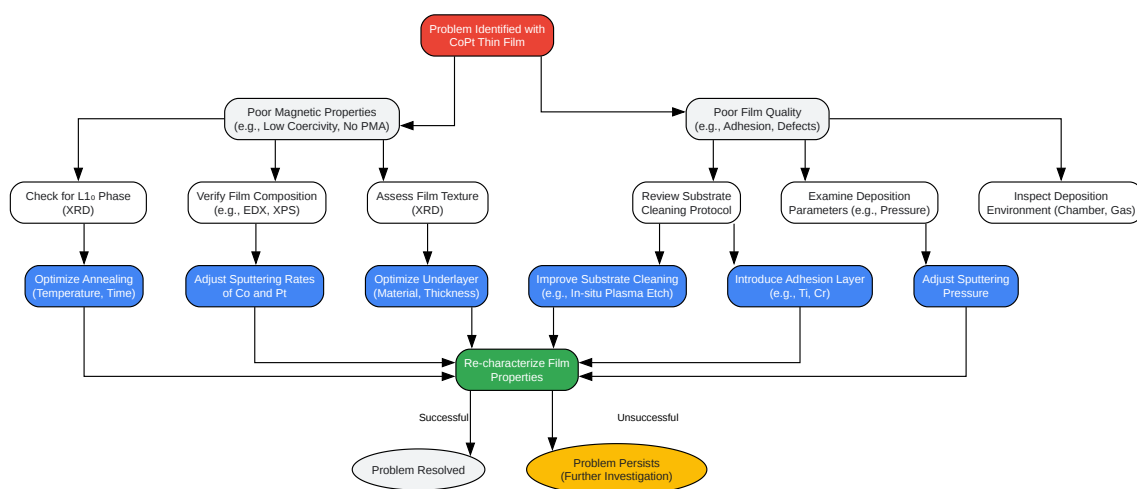 Problem Identified with
CoPt Thin Film
Poor Magnetic Properties
(e.g., Low Coercivity, No PMA)
Poor Film Quality
(e.g., Adhesion, Defects)
Check for L1₀ Phase
(XRD)
Verify Film Composition
(e.g., EDX, XPS)
Assess Film Texture
(XRD)
Review Substrate
Cleaning Protocol
Examine Deposition
Parameters (e.g., Pressure)
Inspect Deposition
Environment (Chamber, Gas)
Optimize Annealing
(Temperature, Time)
Adjust Sputtering Rates
of Co and Pt
Optimize Underlayer
(Material, Thickness)
Improve Substrate Cleaning
(e.g., In-situ Plasma Etch)
Introduce Adhesion Layer
(e.g., Ti, Cr)
Adjust Sputtering
Pressure
Re-characterize Film
Properties
Successful
Unsuccessful
Problem Resolved
Problem Persists
(Further Investigation)